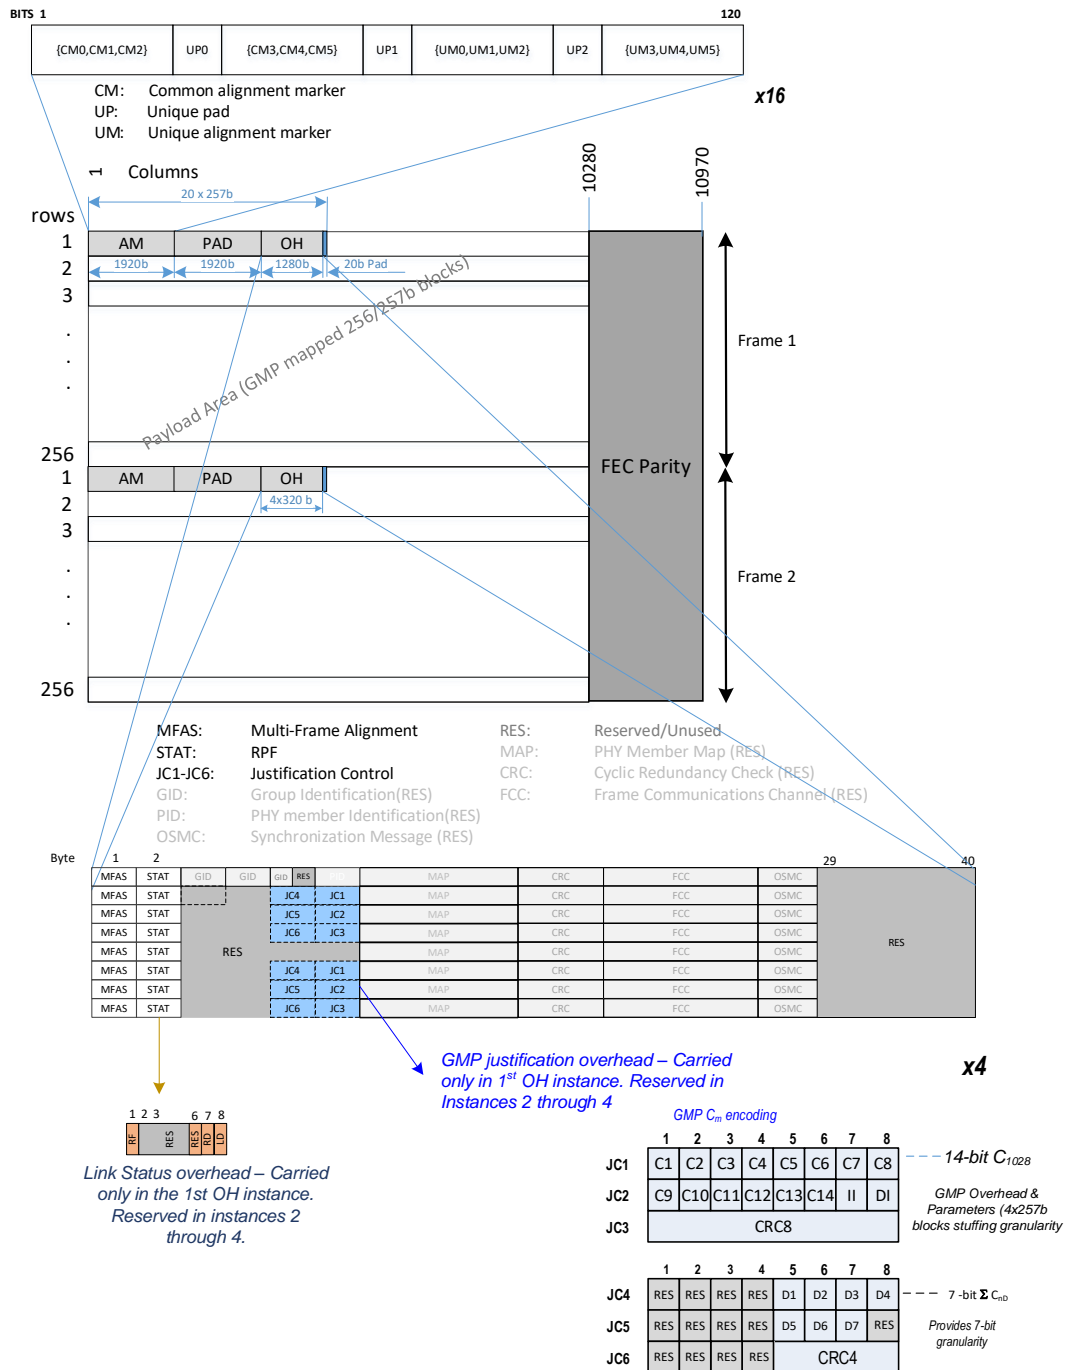 BITS 1 120
{CM0,CM1,CM2} UP0 {CM3,CM4,CM5} UP1 {UM0,UM1,UM2} UP2 {UM3,UM4,UM5}
CM: Common alignment marker
UP: Unique pad
UM: Unique alignment marker
x16
1 Columns 10280 10970
20 x 257b
rows
1 AM PAD OH
2 1920b 1920b 1280b 20b Pad
3
.
.
.
Payload Area (GMP mapped 256/257b blocks)
Frame 1
256
FEC Parity
1 AM PAD OH
2 4x320 b
3
.
.
.
Frame 2
256
MFAS: Multi-Frame Alignment RES: Reserved/Unused
STAT: RPF MAP: PHY Member Map (RES)
JC1-JC6: Justification Control CRC: Cyclic Redundancy Check (RES)
GID: Group Identification(RES) FCC: Frame Communications Channel (RES)
PID: PHY member Identification(RES)
OSMC: Synchronization Message (RES)
Byte 1 2 29 40
MFAS STAT GID GID GID RES PID MAP CRC FCC OSMC
MFAS STAT JC4 JC1 MAP CRC FCC OSMC
MFAS STAT JC5 JC2 MAP CRC FCC OSMC
MFAS STAT JC6 JC3 MAP CRC FCC OSMC
MFAS STAT RES MAP CRC FCC OSMC RES
MFAS STAT JC4 JC1 MAP CRC FCC OSMC
MFAS STAT JC5 JC2 MAP CRC FCC OSMC
MFAS STAT JC6 JC3 MAP CRC FCC OSMC
x4
GMP justification overhead – Carried
only in 1st OH instance. Reserved in
Instances 2 through 4
1 2 3 6 7 8
RF RES RES RD LD
Link Status overhead – Carried
only in the 1st OH instance.
Reserved in instances 2
through 4.
GMP Cm encoding
1 2 3 4 5 6 7 8
JC1 C1 C2 C3 C4 C5 C6 C7 C8
14-bit C1028
JC2 C9 C10 C11 C12 C13 C14 II DI
JC3 CRC8
GMP Overhead &
Parameters (4x257b
blocks stuffing granularity
1 2 3 4 5 6 7 8
JC4 RES RES RES RES D1 D2 D3 D4
7 -bit Σ CnD
JC5 RES RES RES RES D5 D6 D7 RES
JC6 RES RES RES RES CRC4
Provides 7-bit
granularity